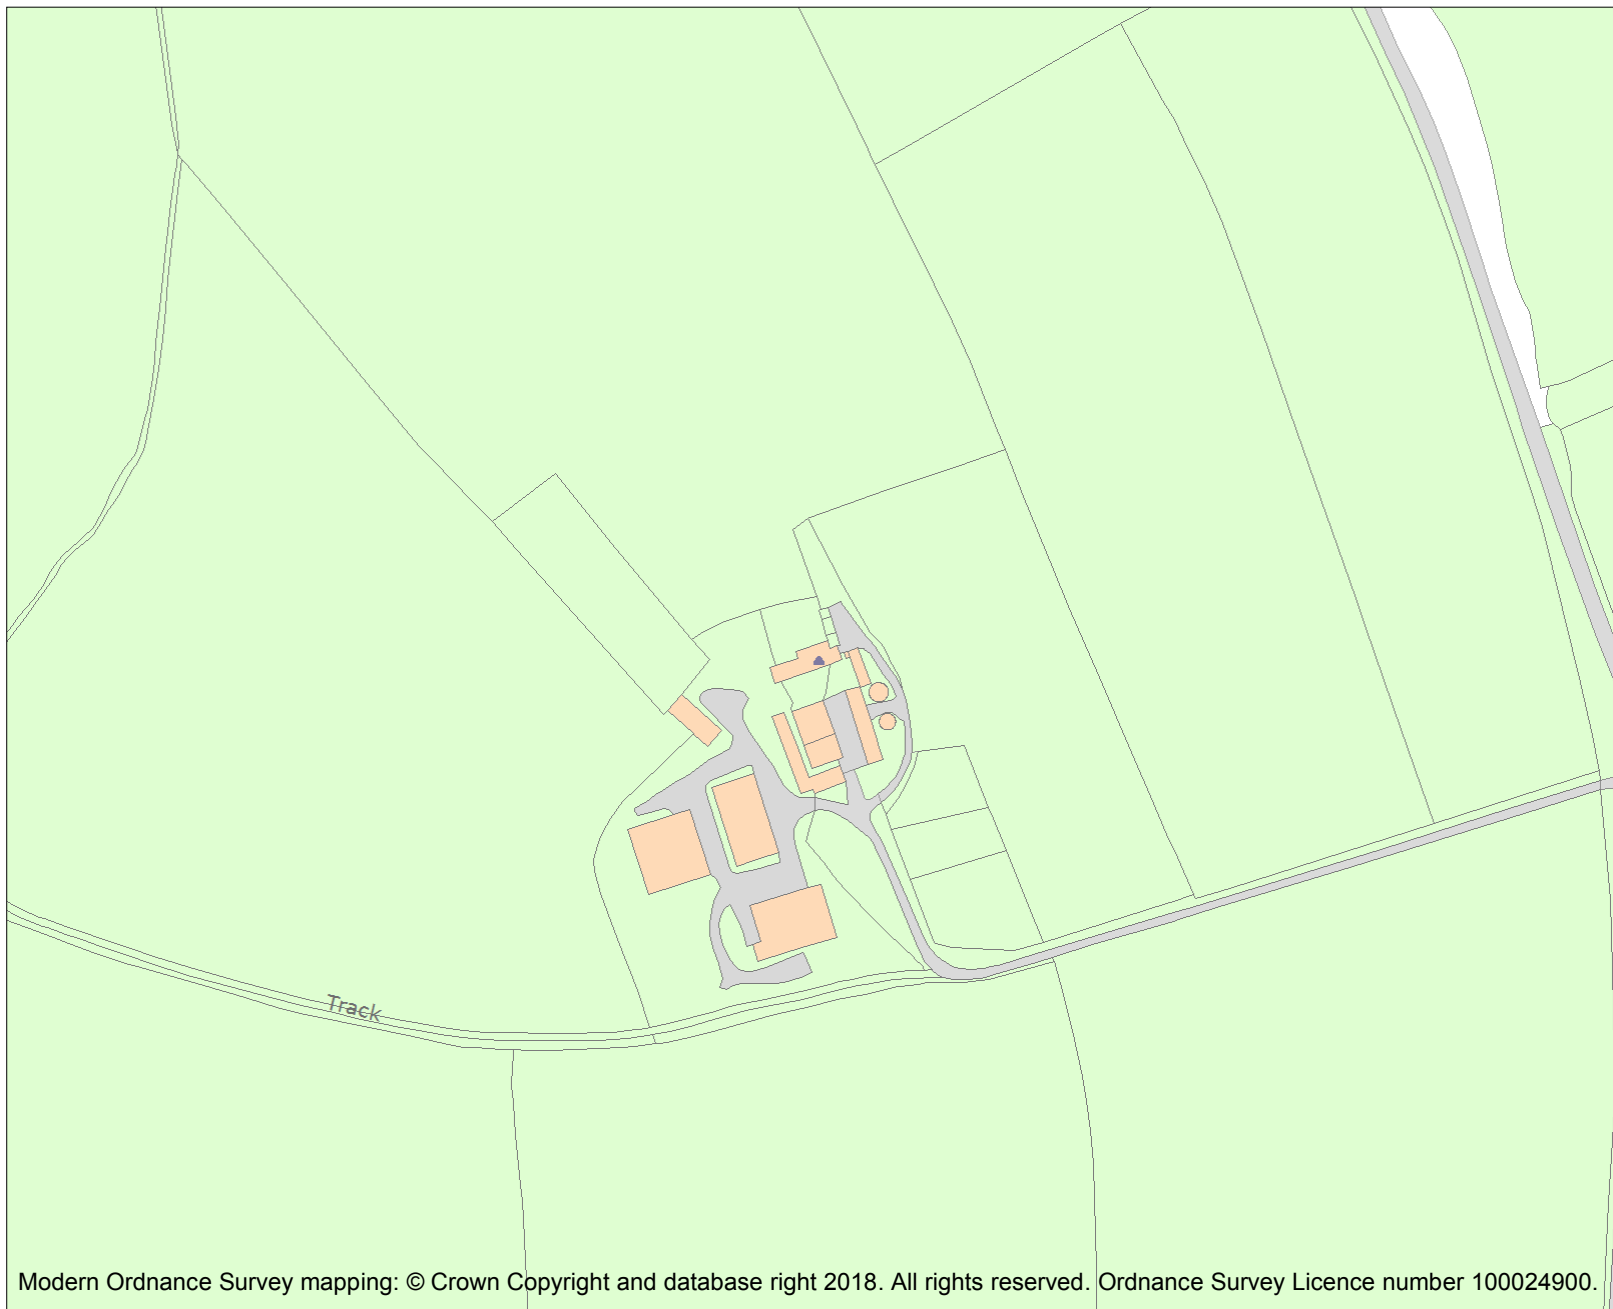 Track
Modern Ordnance Survey mapping: © Crown Copyright and database right 2018. All rights reserved. Ordnance Survey Licence number 100024900.